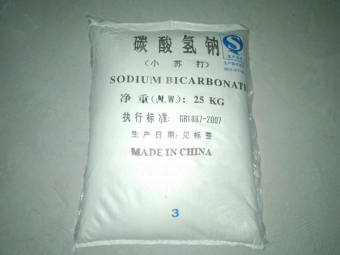 碳酸氢钠
(小苏打)
SODIUM BICARBONATE
净重(M.W.): 25 KG
执行标准: GB1887-2007
生产日期: 见标签
MADE IN CHINA
3